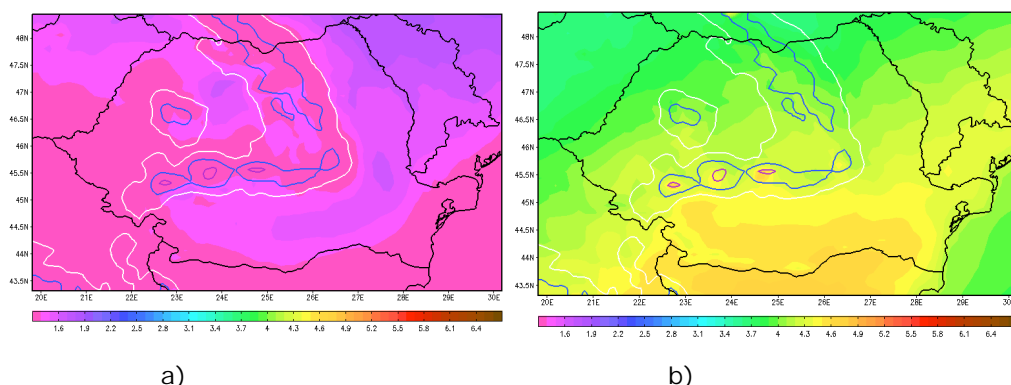 48N
47.5N
47N
46.5N
46N
45.5N
45N
44.5N
44N
43.5N
20E 21E 22E 23E 24E 25E 26E 27E 28E 29E 30E
1.6 1.9 2.2 2.5 2.8 3.1 3.4 3.7 4 4.3 4.6 4.9 5.2 5.5 5.8 6.1 6.4
a)
48N
47.5N
47N
46.5N
46N
45.5N
45N
44.5N
44N
43.5N
20E 21E 22E 23E 24E 25E 26E 27E 28E 29E 30E
1.6 1.9 2.2 2.5 2.8 3.1 3.4 3.7 4 4.3 4.6 4.9 5.2 5.5 5.8 6.1 6.4
b)